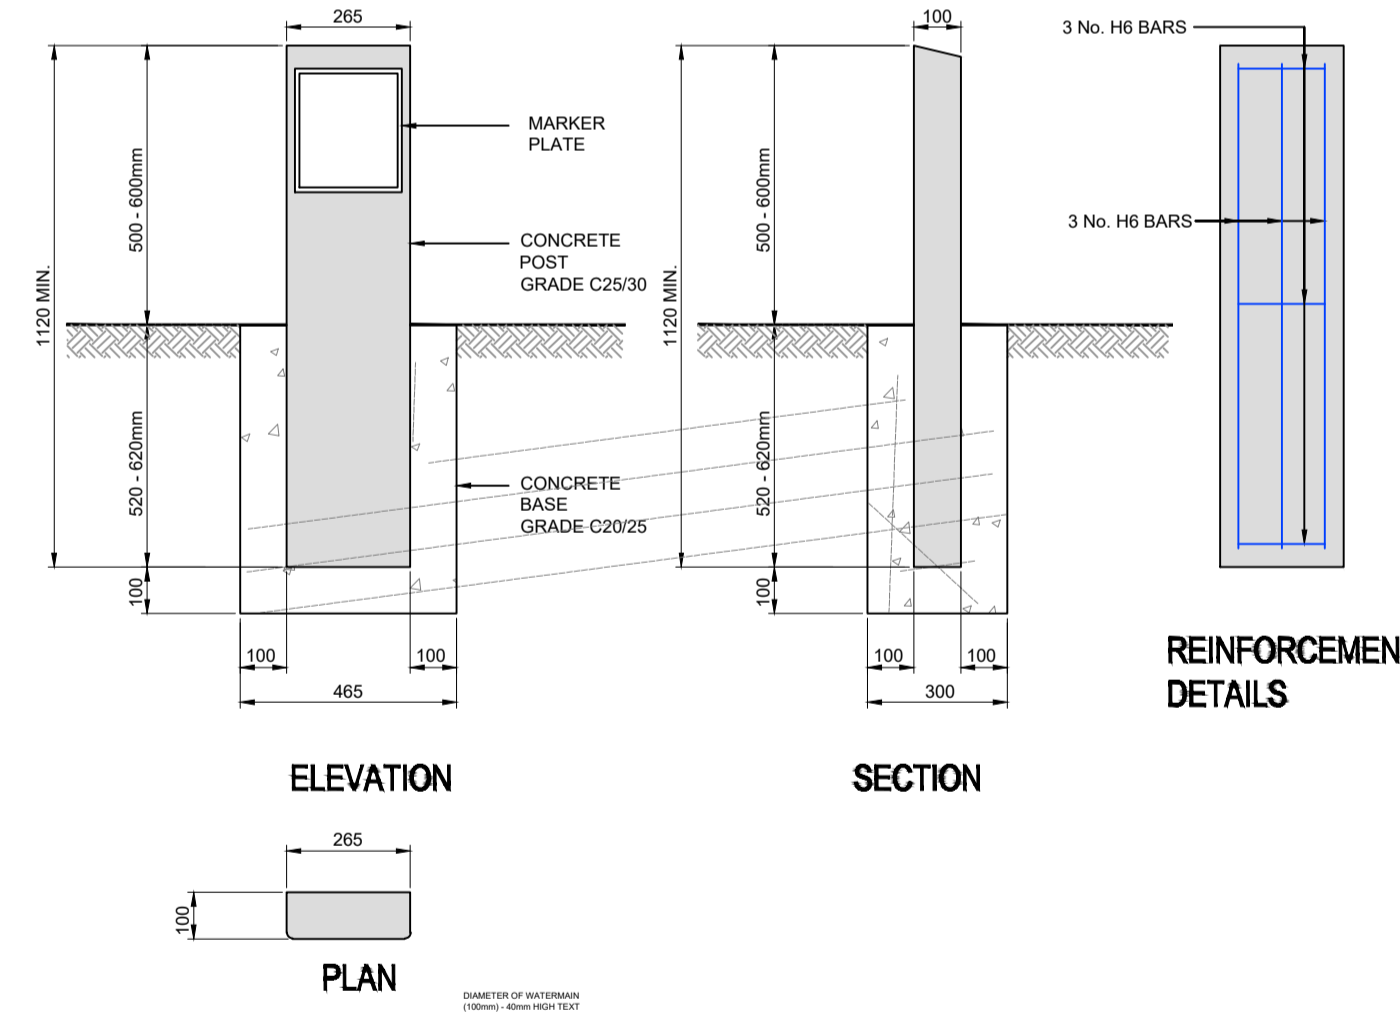 265
100
3 No. H6 BARS
MARKER
PLATE
500 - 600mm
500 - 600mm
3 No. H6 BARS
CONCRETE
POST
GRADE C25/30
1120 MIN.
1120 MIN.
520 - 620mm
520 - 620mm
CONCRETE
BASE
GRADE C20/25
100
100
100
100
100
100
465
300
REINFORCEMEN
DETAILS
ELEVATION
SECTION
265
100
PLAN
DIAMETER OF WATERMAIN
(100mm) - 40mm HIGH TEXT